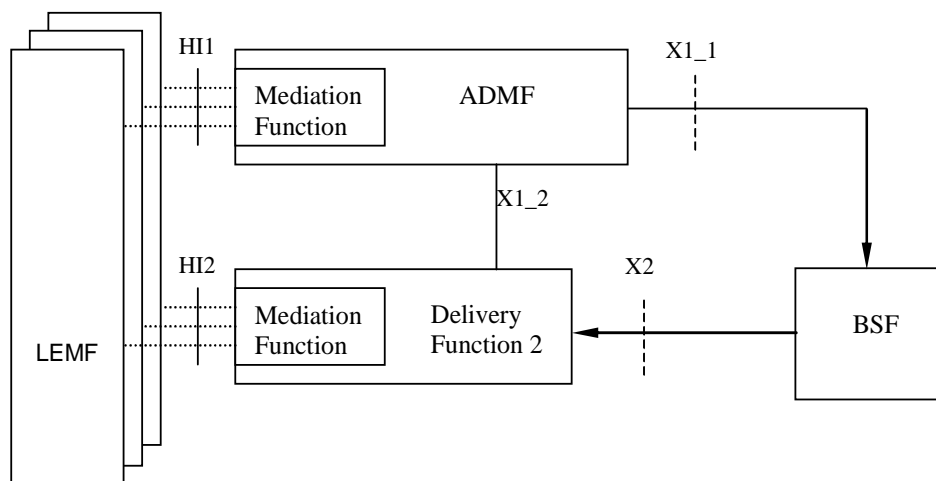 HI1
X1_1
Mediation
Function
ADMF
X1_2
HI2
X2
Mediation
Function
Delivery
Function 2
BSF
LEMF